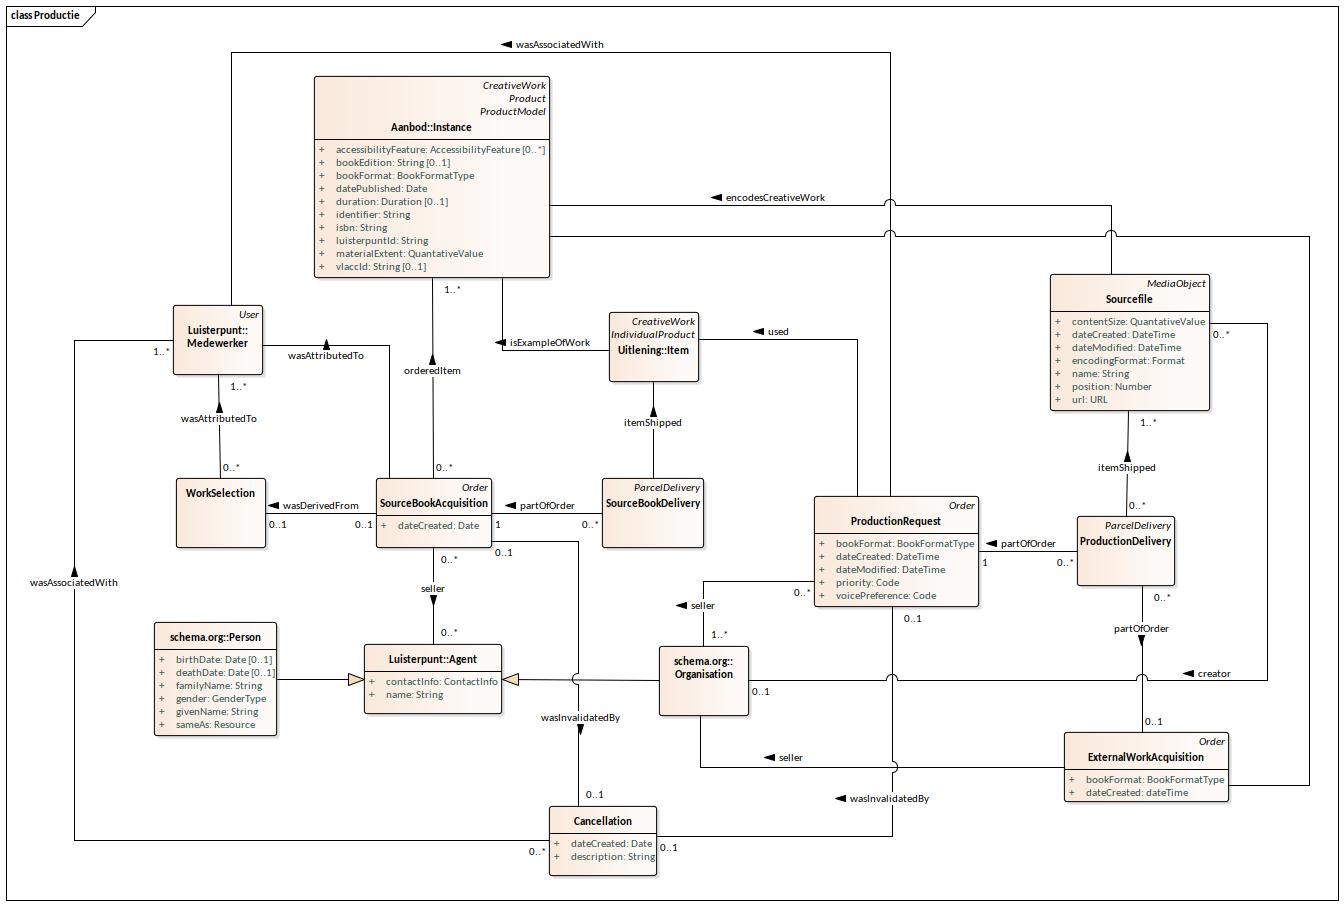 class Productie
wasAssociatedWith
CreativeWork
Product
ProductModel
Aanbod::Instance
+ accessibilityFeature: AccessibilityFeature [0..*]
+ bookEdition: String [0..1]
+ bookFormat: BookFormatType
+ datePublished: Date
+ duration: Duration [0..1]
+ identifier: String
+ isbn: String
+ luisterpuntId: String
+ materialExtent: QuantativeValue
+ vlaccId: String [0..1]
encodesCreativeWork
1..*
MediaObject
Sourcefile
+ contentSize: QuantativeValue
+ dateCreated: DateTime
+ dateModified: DateTime
+ encodingFormat: Format
+ name: String
+ position: Number
+ url: URL
0..*
1..*
User
Luisterpunt::
Medewerker
1..*
1..*
wasAttributedTo
CreativeWork
IndividualProduct
Uitlening::Item
used
isExampleOfWork
orderedItem
wasAttributedTo
itemShipped
itemShipped
0..*
0..*
0..*
WorkSelection
wasDerivedFrom
0..1
0..1
Order
SourceBookAcquisition
+ dateCreated: Date
partOfOrder
1
0..*
0..1
0..*
ParcelDelivery
SourceBookDelivery
Order
ProductionRequest
+ bookFormat: BookFormatType
+ dateCreated: DateTime
+ dateModified: DateTime
+ priority: Code
+ voicePreference: Code
partOfOrder
1
0..*
ParcelDelivery
ProductionDelivery
0..*
wasAssociatedWith
seller
0..*
seller
0..*
1..*
0..1
partOfOrder
schema.org::Person
+ birthDate: Date [0..1]
+ deathDate: Date [0..1]
+ familyName: String
+ gender: GenderType
+ givenName: String
+ sameAs: Resource
Luisterpunt::Agent
+ contactInfo: ContactInfo
+ name: String
schema.org::
Organisation
0..1
creator
wasInvalidatedBy
0..1
Order
ExternalWorkAcquisition
+ bookFormat: BookFormatType
+ dateCreated: dateTime
seller
wasInvalidatedBy
0..1
Cancellation
+ dateCreated: Date
+ description: String
0..*
0..1